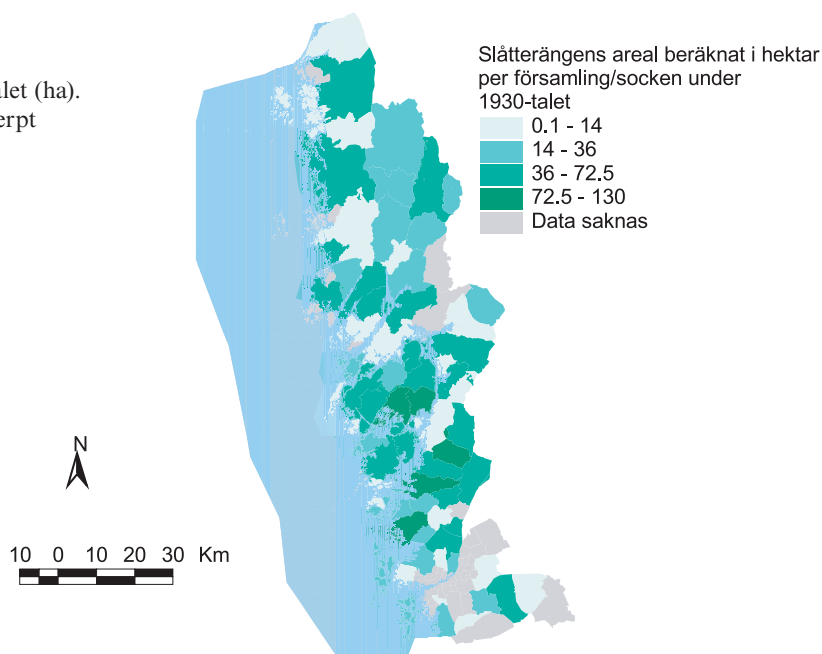 alet (ha).
erpt
Slåtterängens areal beräknat i hektar
per församling/socken under
1930-talet
0.1 - 14
14 - 36
36 - 72.5
72.5 - 130
Data saknas
N
10 0 10 20 30 Km